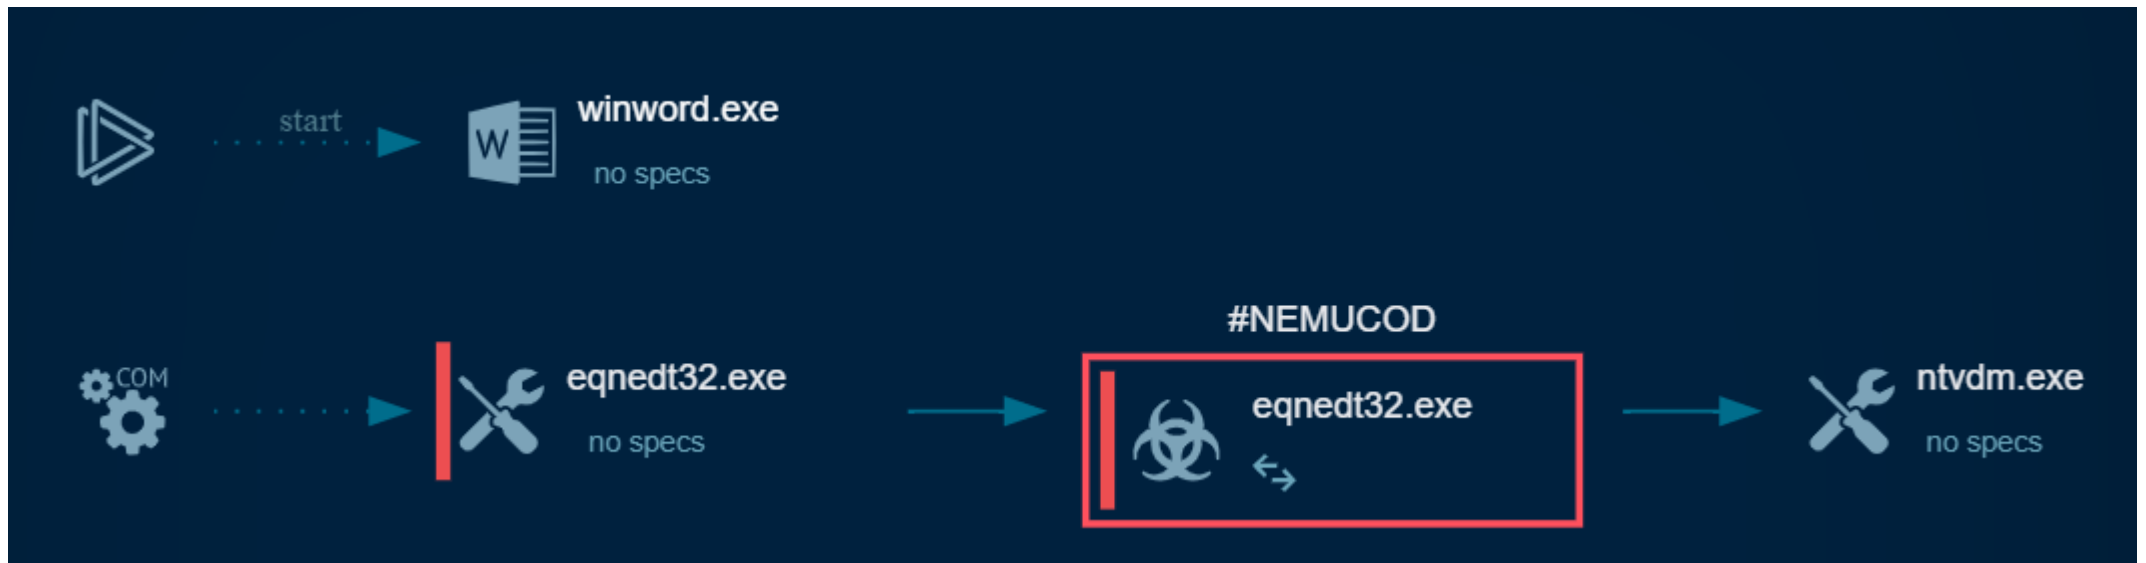 start
W
winword.exe
no specs
#NEMUCOD
COM
eqnedt32.exe
no specs
eqnedt32.exe
ntvdm.exe
no specs